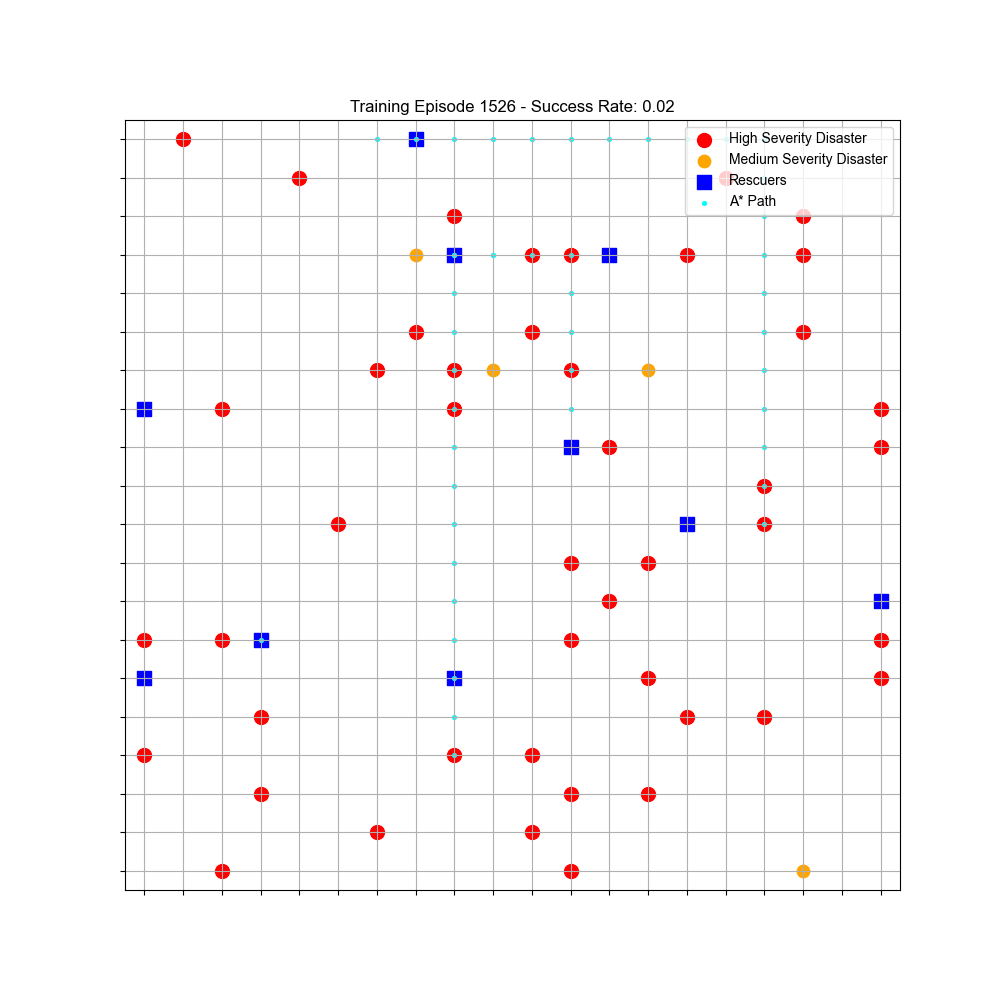 Training Episode 1526 - Success Rate: 0.02
High Severity Disaster
Medium Severity Disaster
Rescuers
A* Path